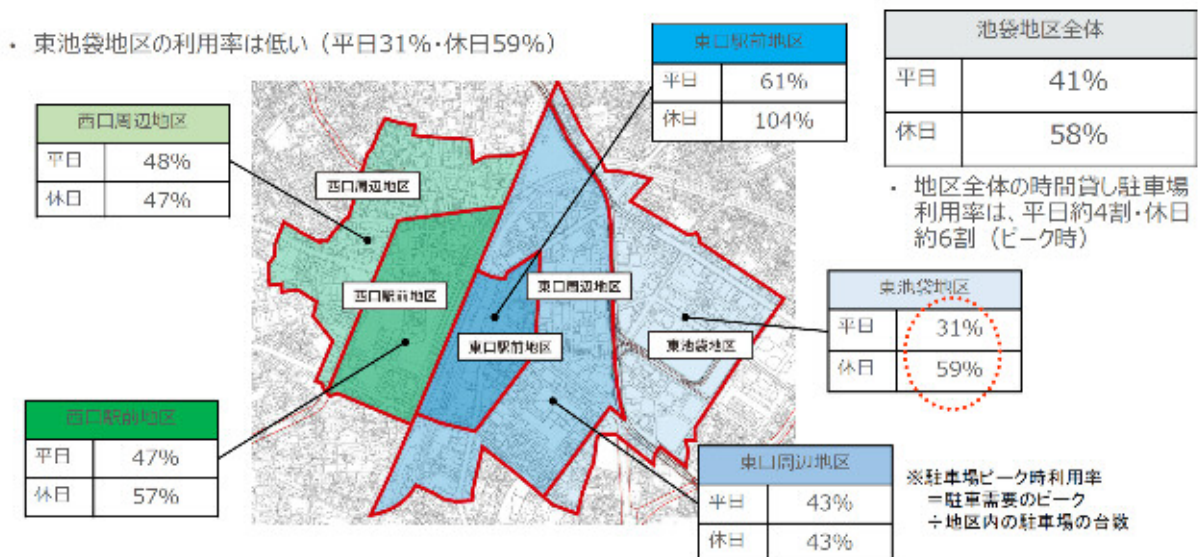 ・ 東池袋地区の利用率は低い（平日31%・休日59%）
西口周辺地区
平日 48%
休日 47%
東口駅前地区
平日 61%
休日 104%
池袋地区全体
平日 41%
休日 58%
・ 地区全体の時間貸し駐車場
利用率は、平日約4割・休日
約6割（ピーク時）
西口周辺地区
西口駅前地区
東口周辺地区
東口駅前地区
東池袋地区
東池袋地区
平日 31%
休日 59%
西口駅前地区
平日 47%
休日 57%
東口周辺地区
平日 43%
休日 43%
※駐車場ピーク時利用率
＝駐車需要のピーク
÷地区内の駐車場の台数